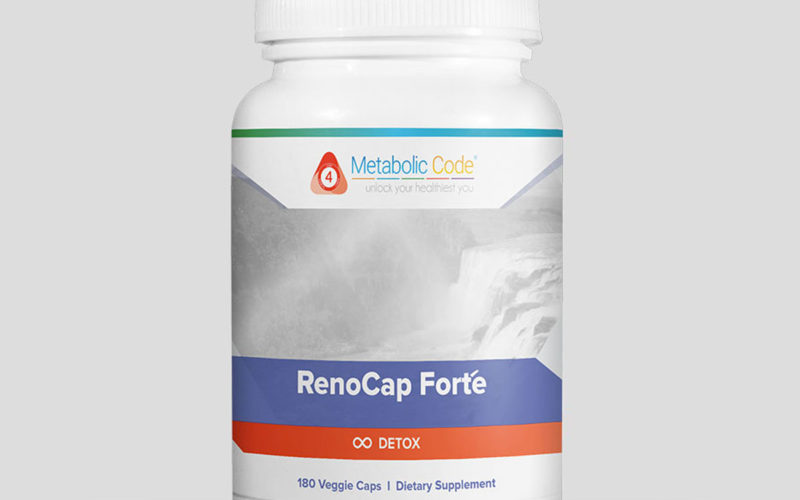 4
Metabolic Code®
unlock your healthiest you
RenoCap Forté
∞ DETOX
180 Veggie Caps | Dietary Supplement